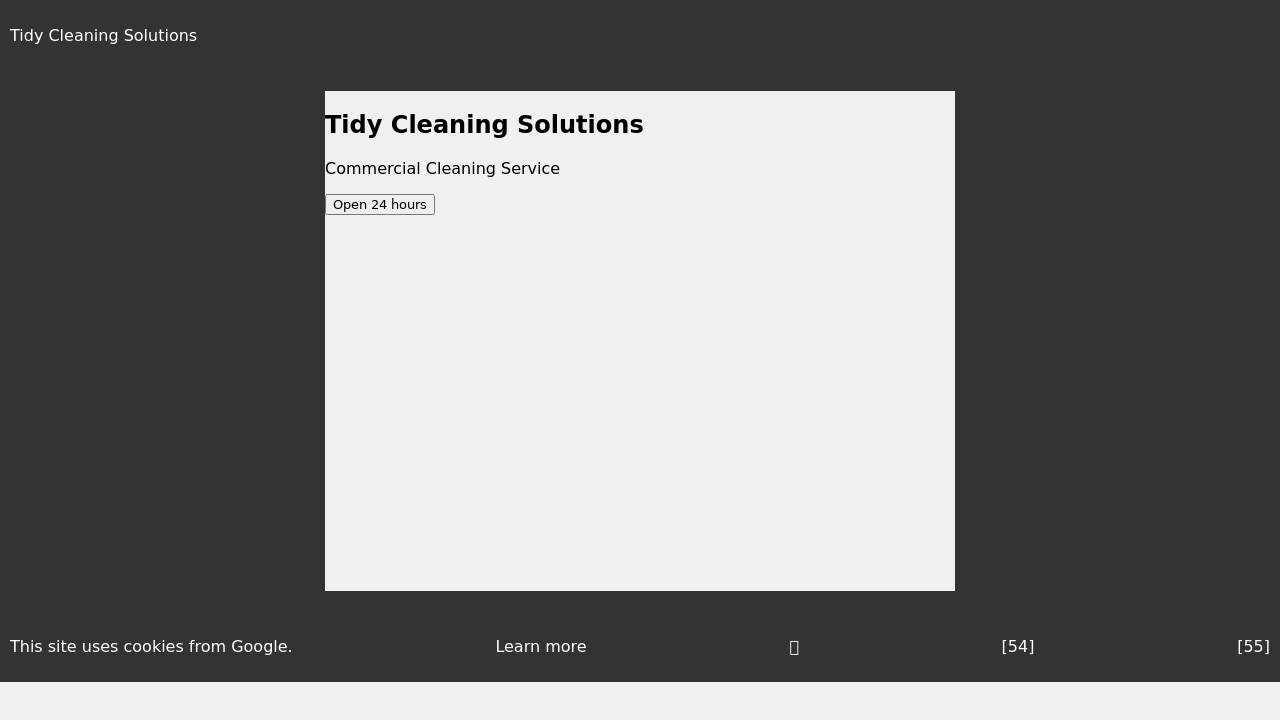 Tidy Cleaning Solutions
Tidy Cleaning Solutions
Commercial Cleaning Service
Open 24 hours
This site uses cookies from Google.
Learn more
[54]
[55]